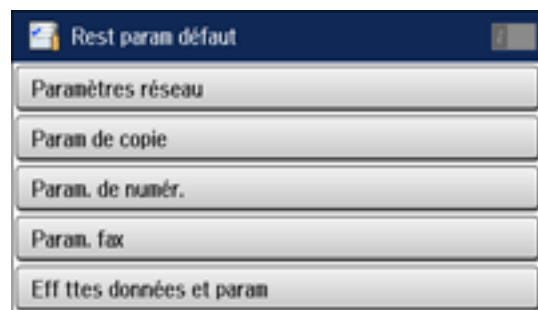 Rest param défaut
Paramètres réseau
Param de copie
Param. de numér.
Param. fax
Eff ttes données et param